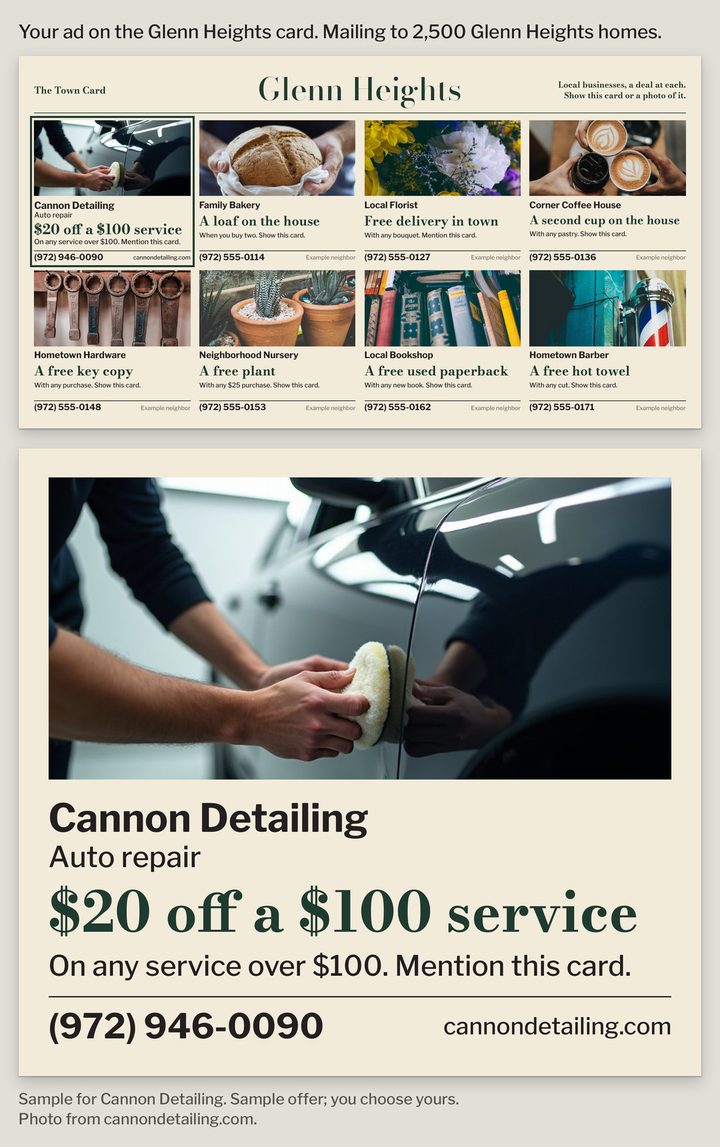 Your ad on the Glenn Heights card. Mailing to 2,500 Glenn Heights homes.
The Town Card
Glenn Heights
Local businesses, a deal at each.
Show this card or a photo of it.
Cannon Detailing
Auto repair
$20 off a $100 service
On any service over $100. Mention this card.
(972) 946-0090
cannondetailing.com
Family Bakery
A loaf on the house
When you buy two. Show this card.
(972) 555-0114
Example neighbor
Local Florist
Free delivery in town
With any bouquet. Mention this card.
(972) 555-0127
Example neighbor
Corner Coffee House
A second cup on the house
With any pastry. Show this card.
(972) 555-0136
Example neighbor
Hometown Hardware
A free key copy
With any purchase. Show this card.
(972) 555-0148
Example neighbor
Neighborhood Nursery
A free plant
With any $25 purchase. Show this card.
(972) 555-0153
Example neighbor
Local Bookshop
A free used paperback
With any new book. Show this card.
(972) 555-0162
Example neighbor
Hometown Barber
A free hot towel
With any cut. Show this card.
(972) 555-0171
Example neighbor
Cannon Detailing
Auto repair
$20 off a $100 service
On any service over $100. Mention this card.
(972) 946-0090
cannondetailing.com
Sample for Cannon Detailing. Sample offer; you choose yours.
Photo from cannondetailing.com.